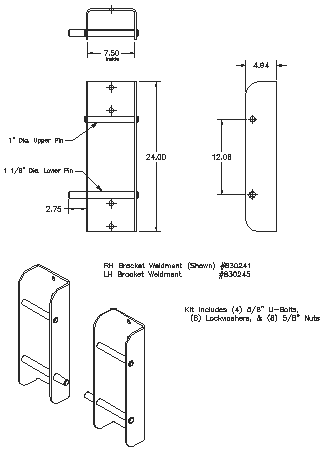 7.50
Inside
4.94
1" Dia. Upper Pin
24.00
12.08
1 1/8" Dia. Lower Pin
2.75
RH Bracket Weldment (Shown) #830241
LH Bracket Weldment #830245
Kit Includes (4) 5/8" U-Bolts,
(8) Lockwashers, & (8) 5/8" Nuts